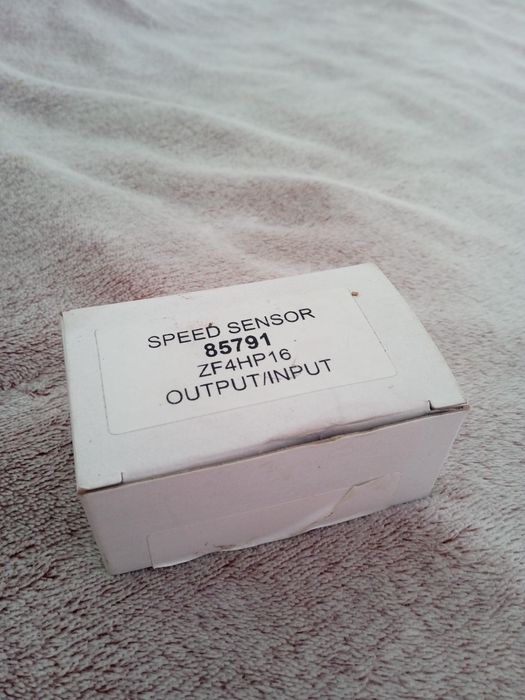 SPEED SENSOR
85791
ZF4HP16
OUTPUT/INPUT